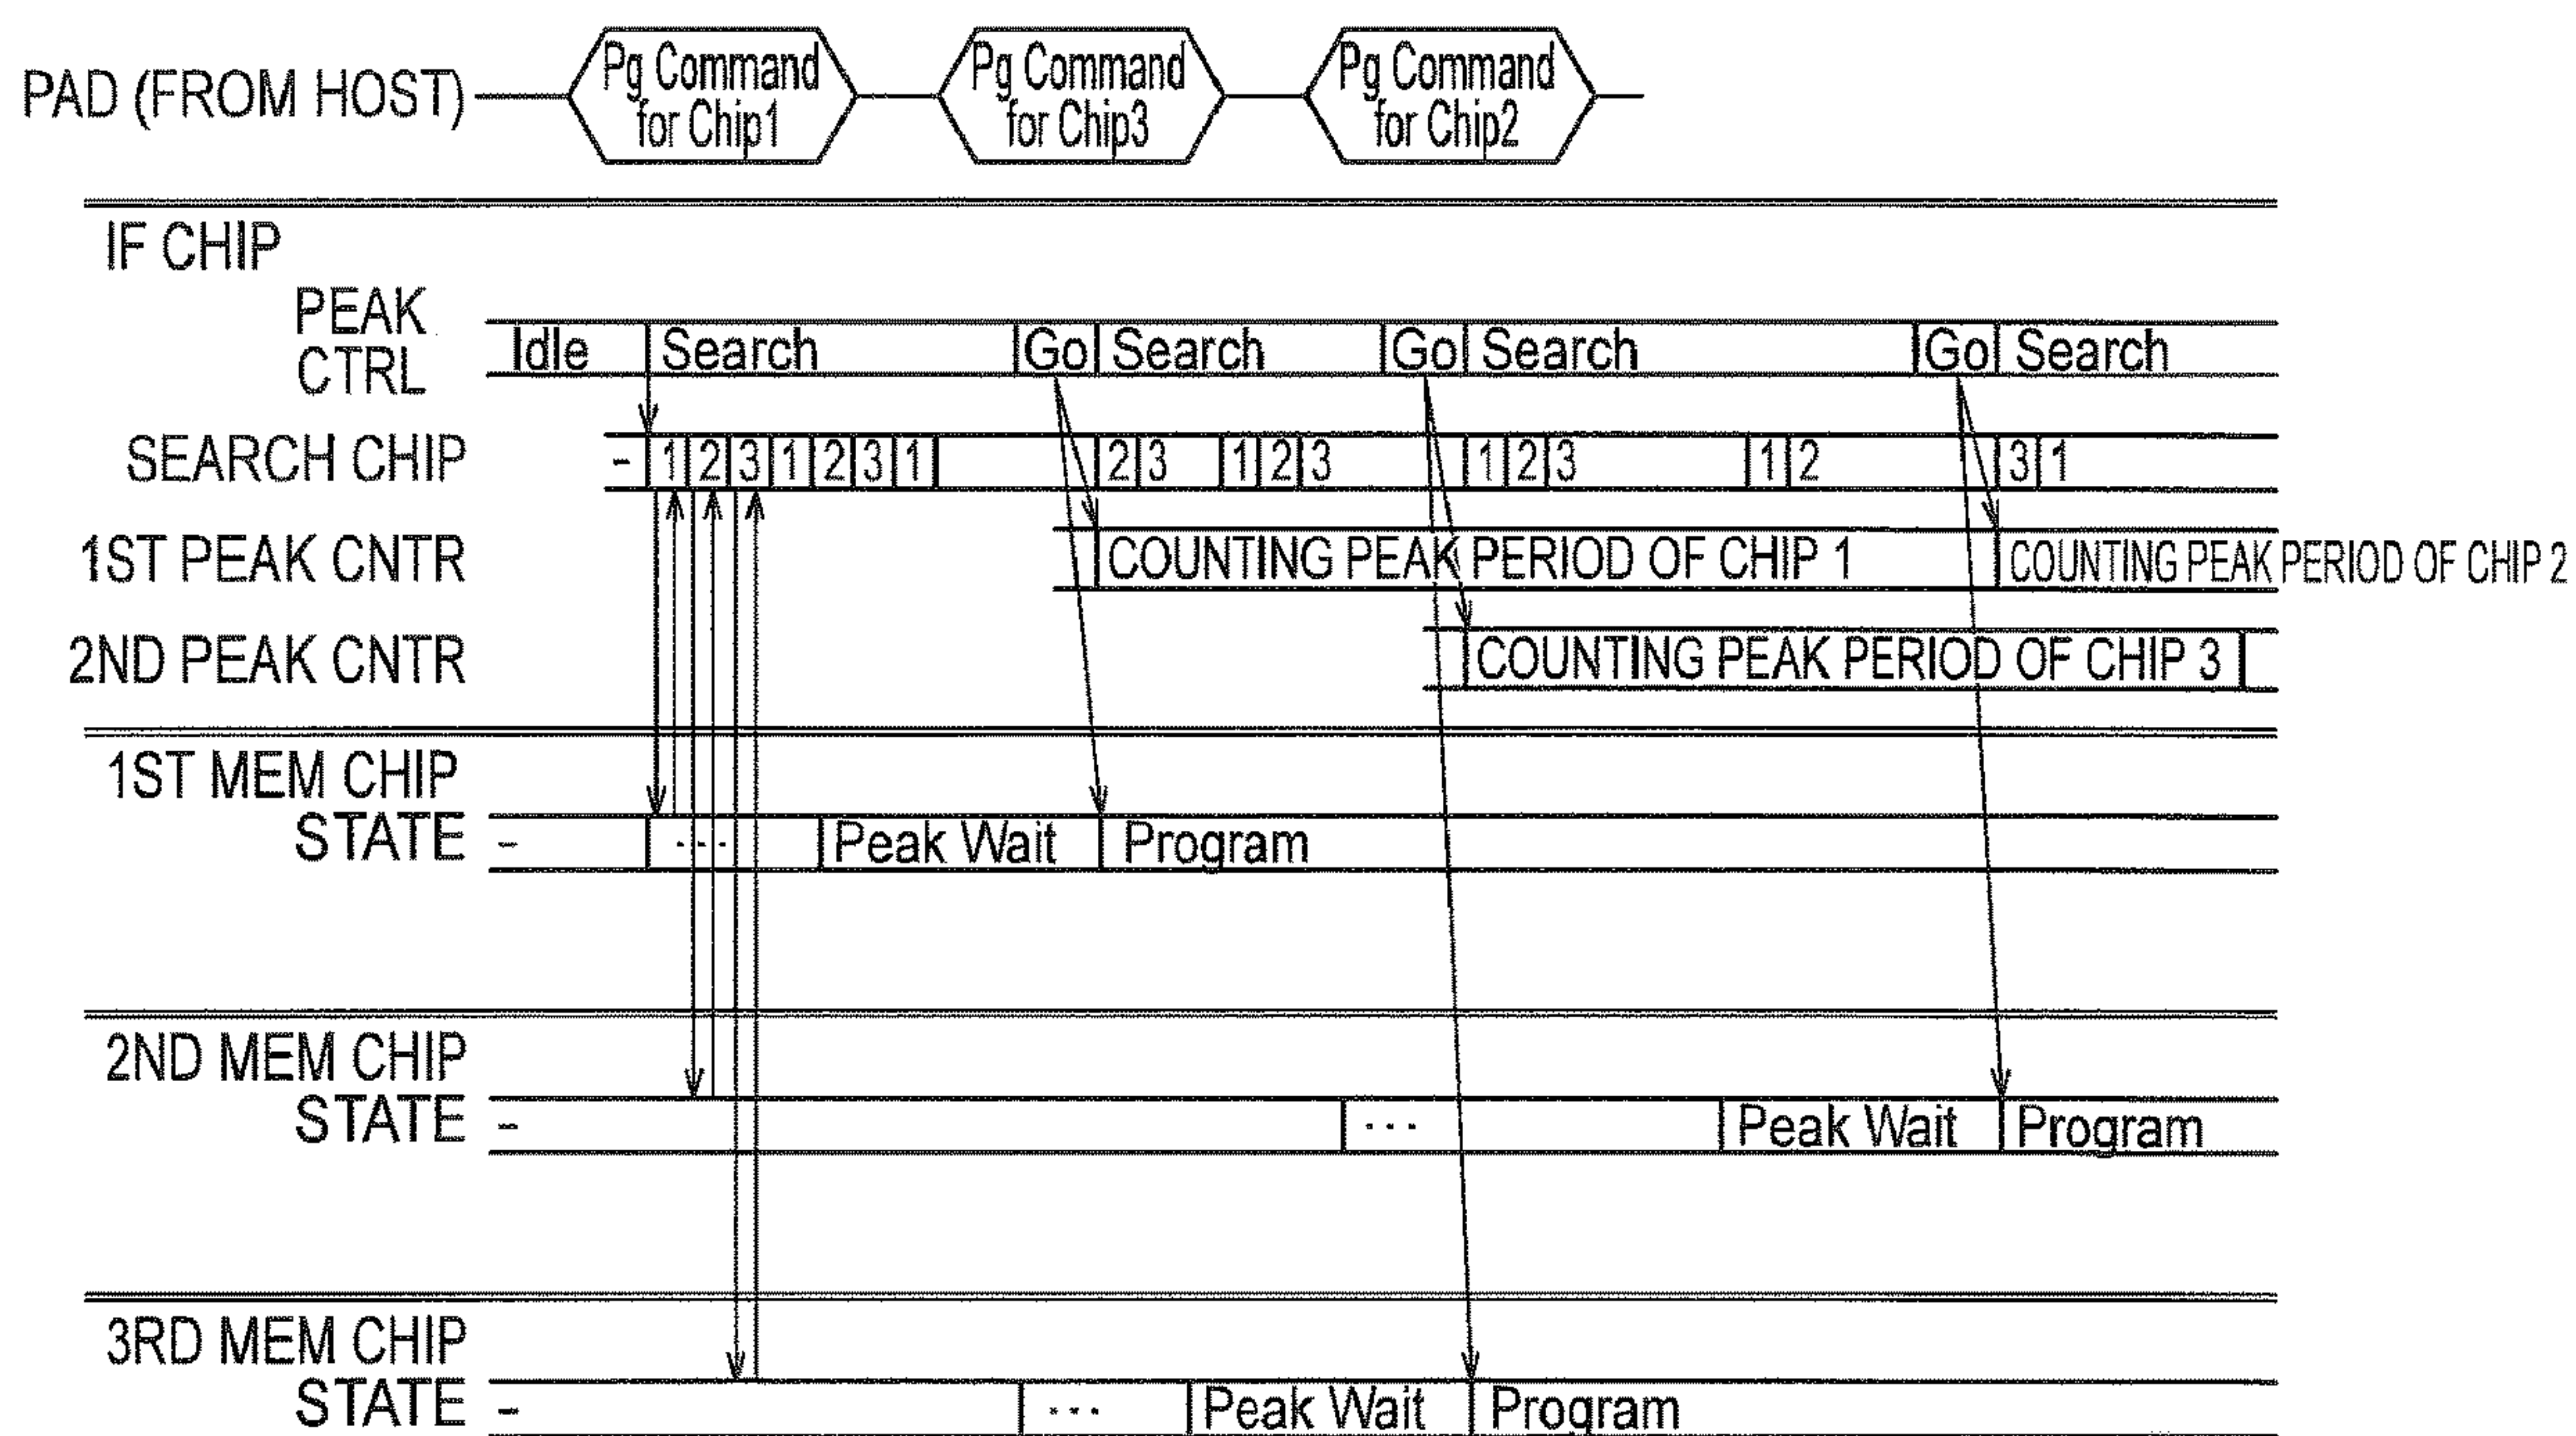 PAD (FROM HOST)
Pg Command
for Chip1
Pg Command
for Chip3
Pg Command
for Chip2
IF CHIP
PEAK
CTRL
Idle Search Go Search Go Search Go Search
SEARCH CHIP - 1 2 3 1 2 3 1 2 3 1 2 3 1 2 3 1 2 3 1
1ST PEAK CNTR COUNTING PEAK PERIOD OF CHIP 1 COUNTING PEAK PERIOD OF CHIP 2
2ND PEAK CNTR COUNTING PEAK PERIOD OF CHIP 3
1ST MEM CHIP
STATE - ... Peak Wait Program
2ND MEM CHIP
STATE - ... Peak Wait Program
3RD MEM CHIP
STATE - ... Peak Wait Program